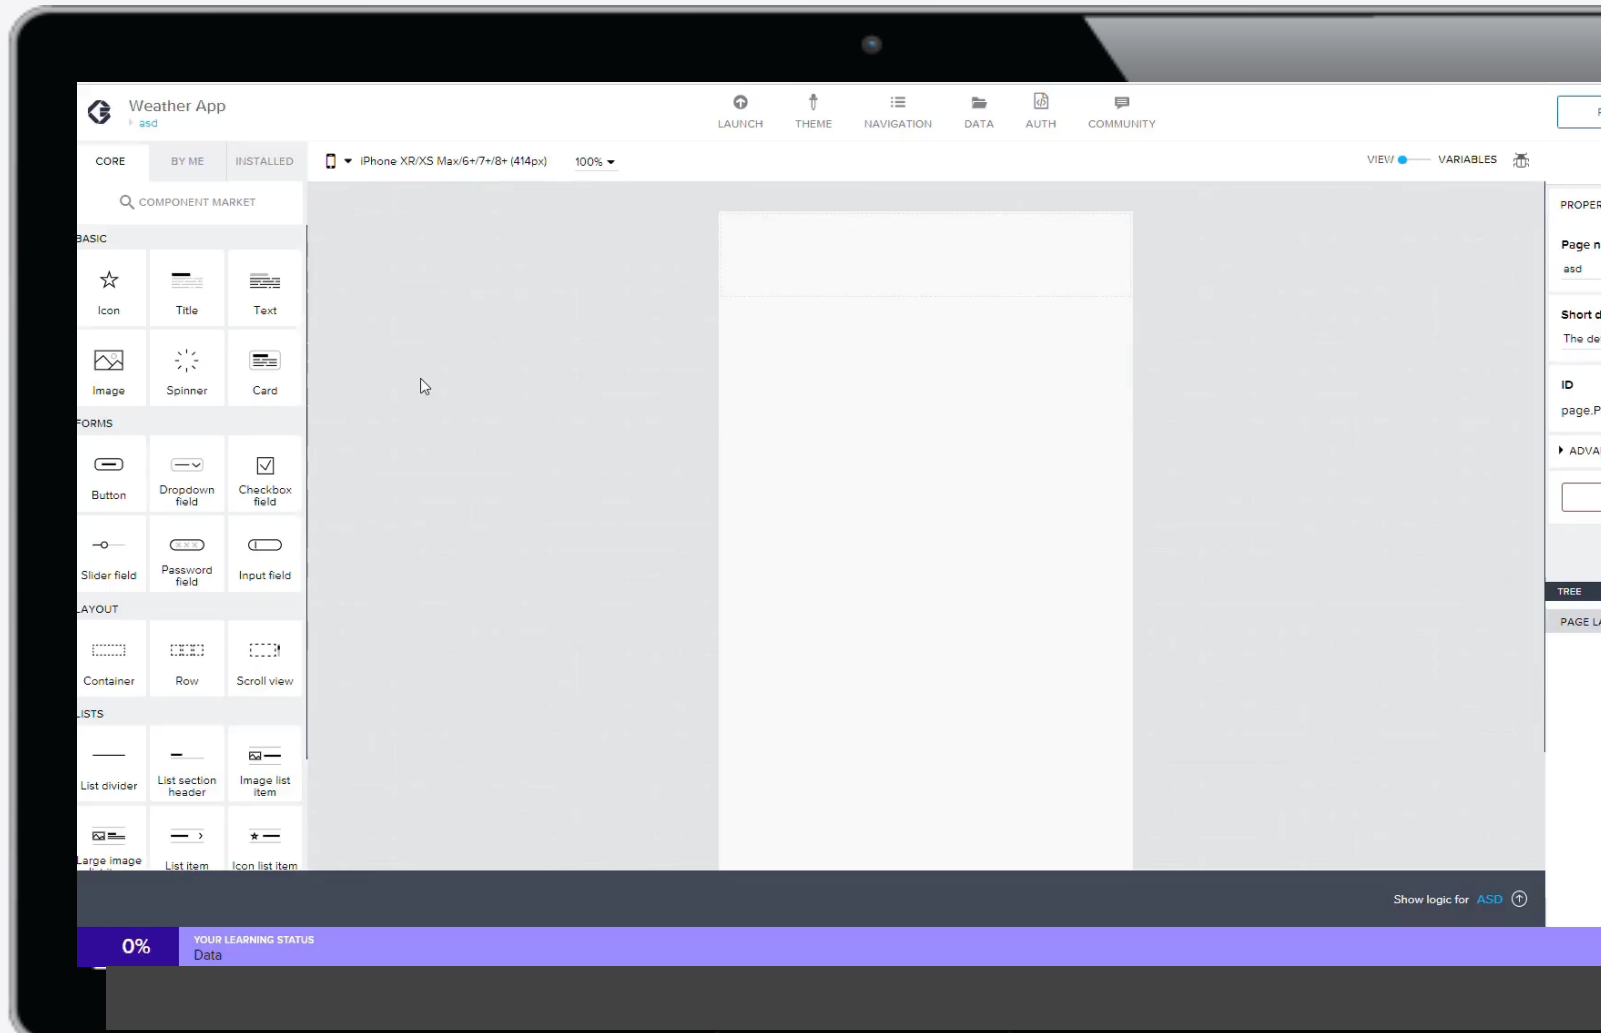 Weather App
asd
LAUNCH
THEME
NAVIGATION
DATA
AUTH
COMMUNITY
CORE
BY ME
INSTALLED
iPhone XR/XS Max/6+/7+/8+ (414px)
100%
VIEW
VARIABLES
COMPONENT MARKET
BASIC
Icon
Title
Text
Image
Spinner
Card
FORMS
Button
Dropdown
field
Checkbox
field
Slider field
Password
field
Input field
LAYOUT
Container
Row
Scroll view
LISTS
List divider
List section
header
Image list
item
Large image
List item
Icon list item
PROPER
Page n
asd
Short d
The de
ID
page.P
ADVA
TREE
PAGE LA
Show logic for ASD
0%
YOUR LEARNING STATUS
Data